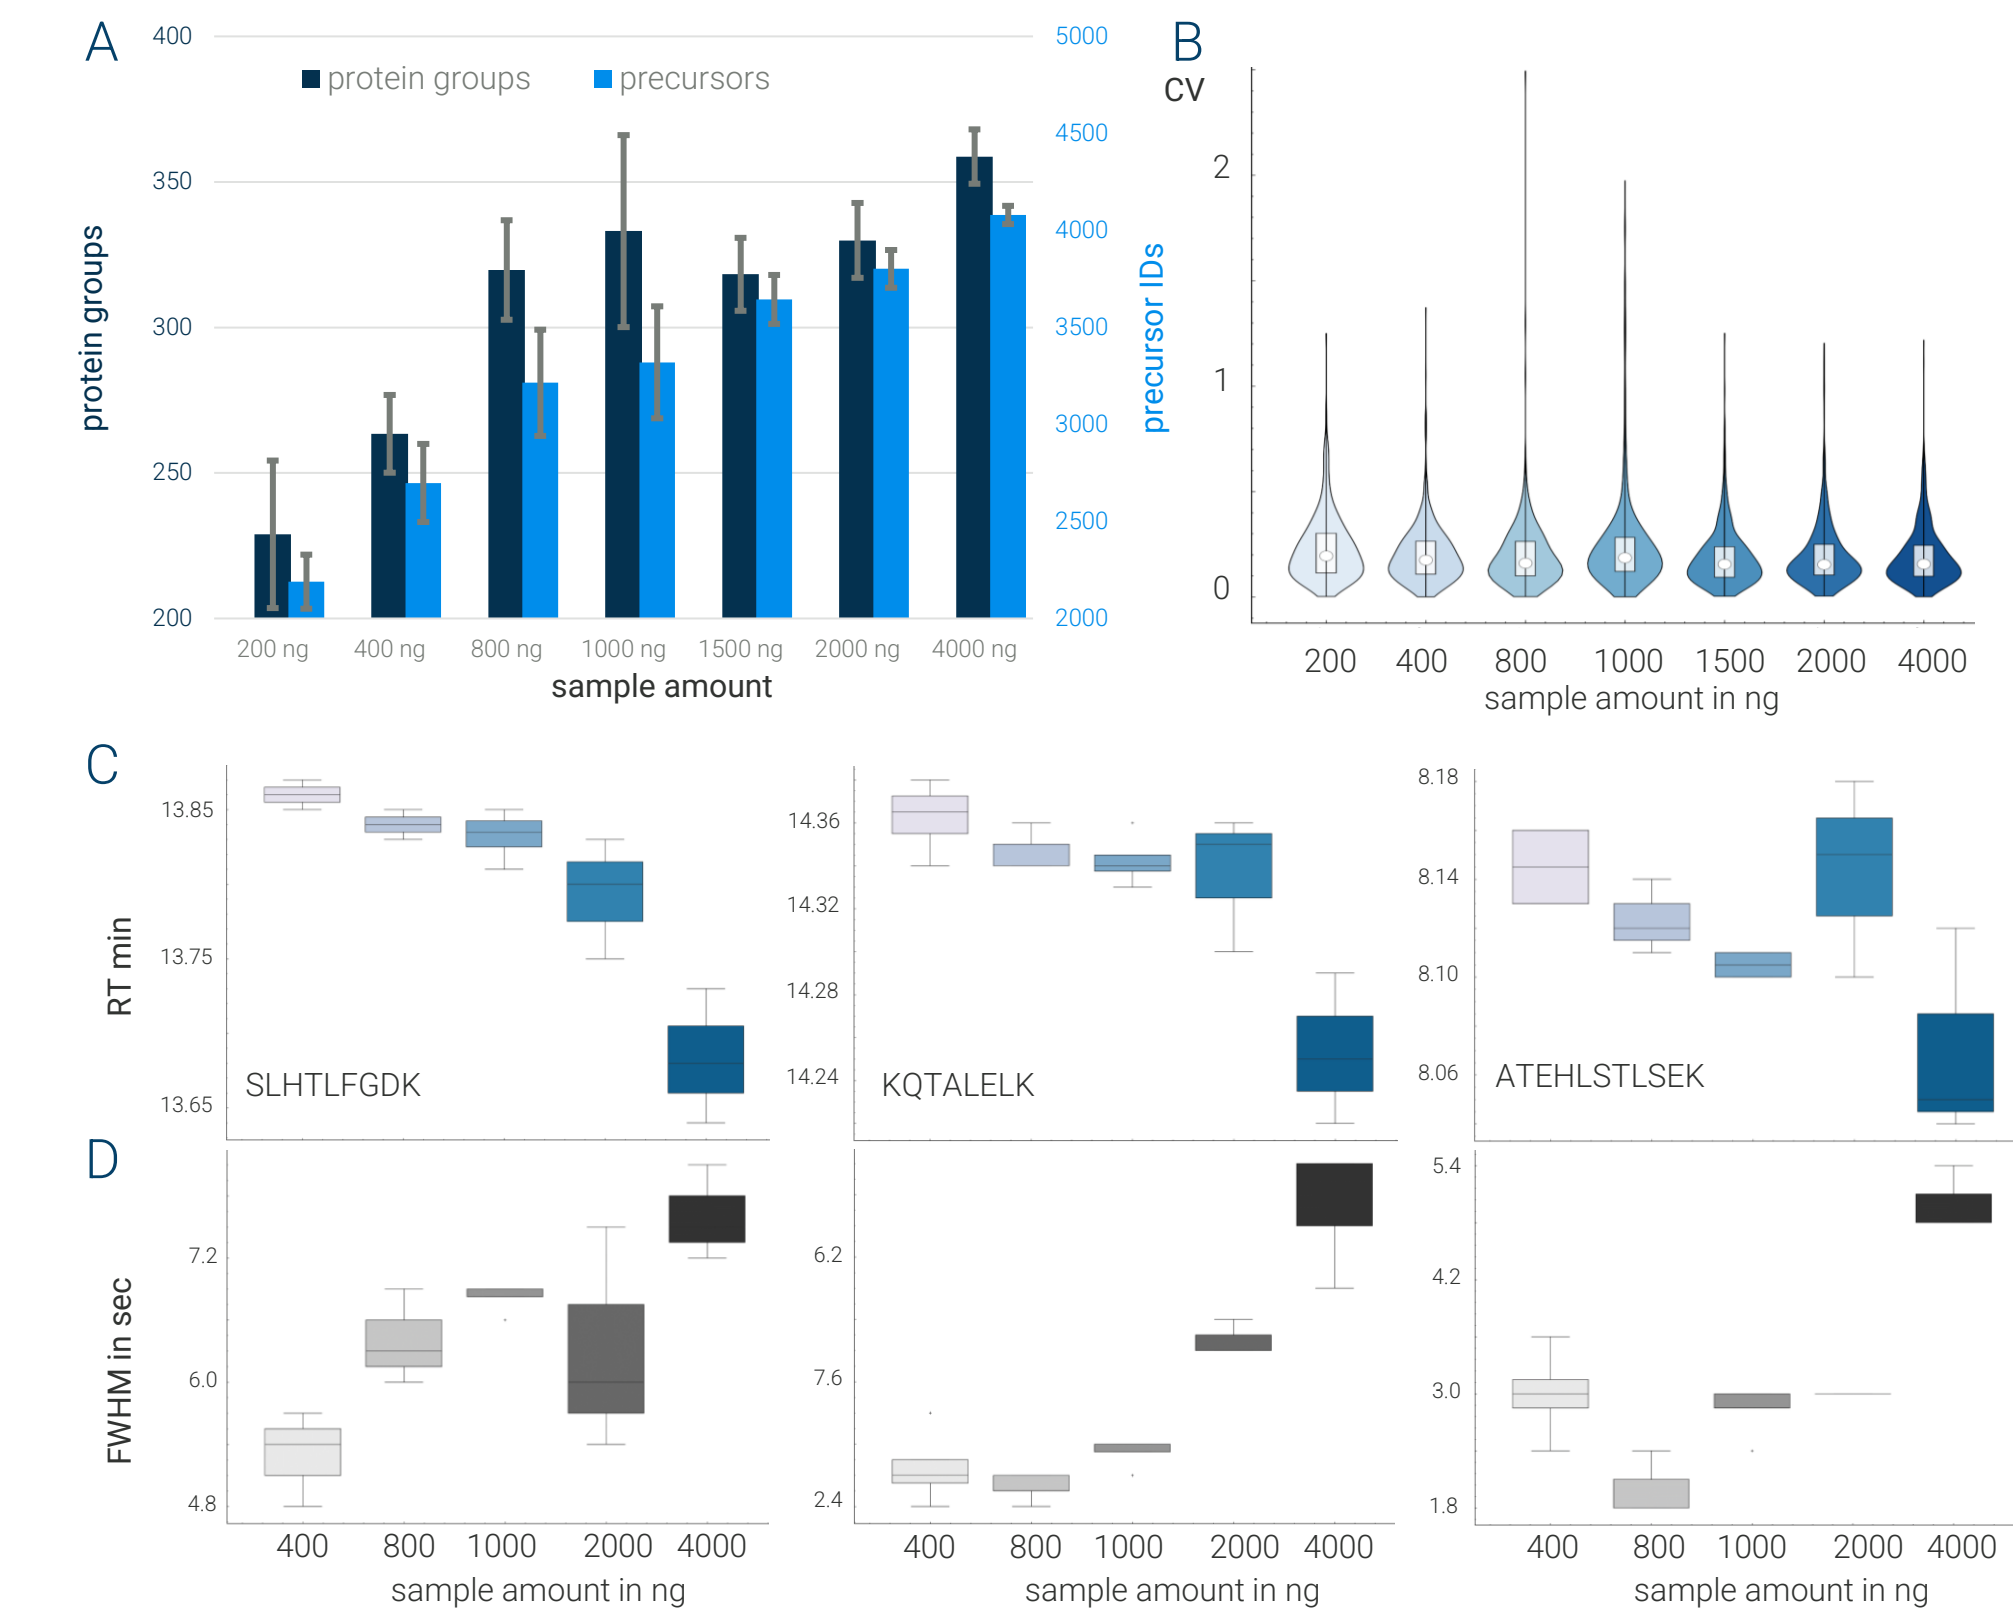 A
400
350
300
250
200
protein groups
protein groups
precursors
5000
4500
4000
3500
3000
2500
2000
precursor IDs
200 ng
400 ng
800 ng
1000 ng
1500 ng
2000 ng
4000 ng
sample amount
B
CV
2
1
0
200
400
800
1000
1500
2000
4000
sample amount in ng
C
RT min
13.85
13.75
13.65
SLHTLFGDK
14.36
14.32
14.28
14.24
KQTALELK
8.18
8.14
8.10
8.06
ATEHLSTLSEK
D
FWHM in sec
7.2
6.0
4.8
400
800
1000
2000
4000
sample amount in ng
6.2
7.6
2.4
400
800
1000
2000
4000
sample amount in ng
5.4
4.2
3.0
1.8
400
800
1000
2000
4000
sample amount in ng